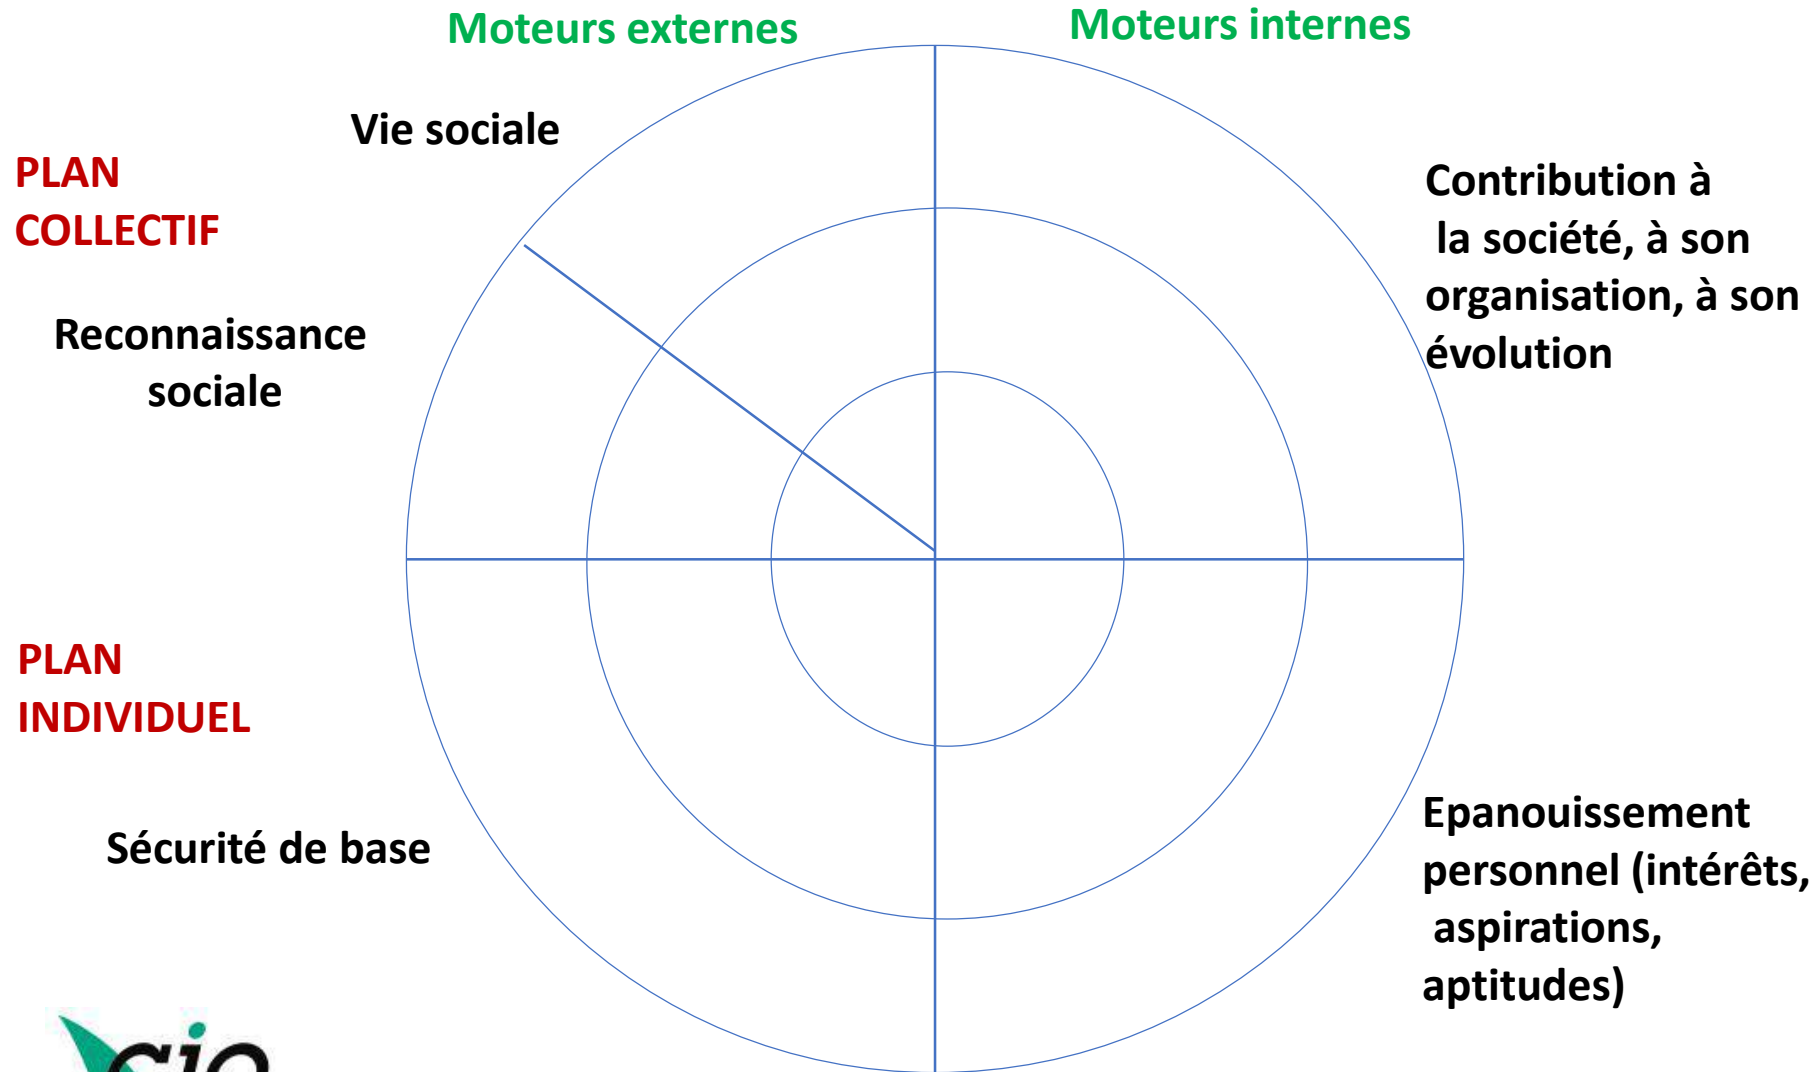 Moteurs externes
Moteurs internes
Vie sociale
PLAN
COLLECTIF
Contribution à
la société, à son
organisation, à son
évolution
Reconnaissance
sociale
PLAN
INDIVIDUEL
Sécurité de base
Epanouissement
personnel (intérêts,
aspirations,
aptitudes)
cio